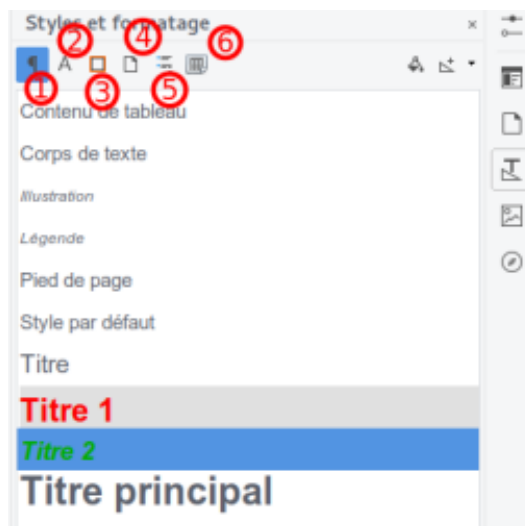 Styles et formatage
② ④ ⑥
① ③ ⑤
Contenu de tableau
Corps de texte
Illustration
Légende
Pied de page
Style par défaut
Titre
Titre 1
Titre 2
Titre principal